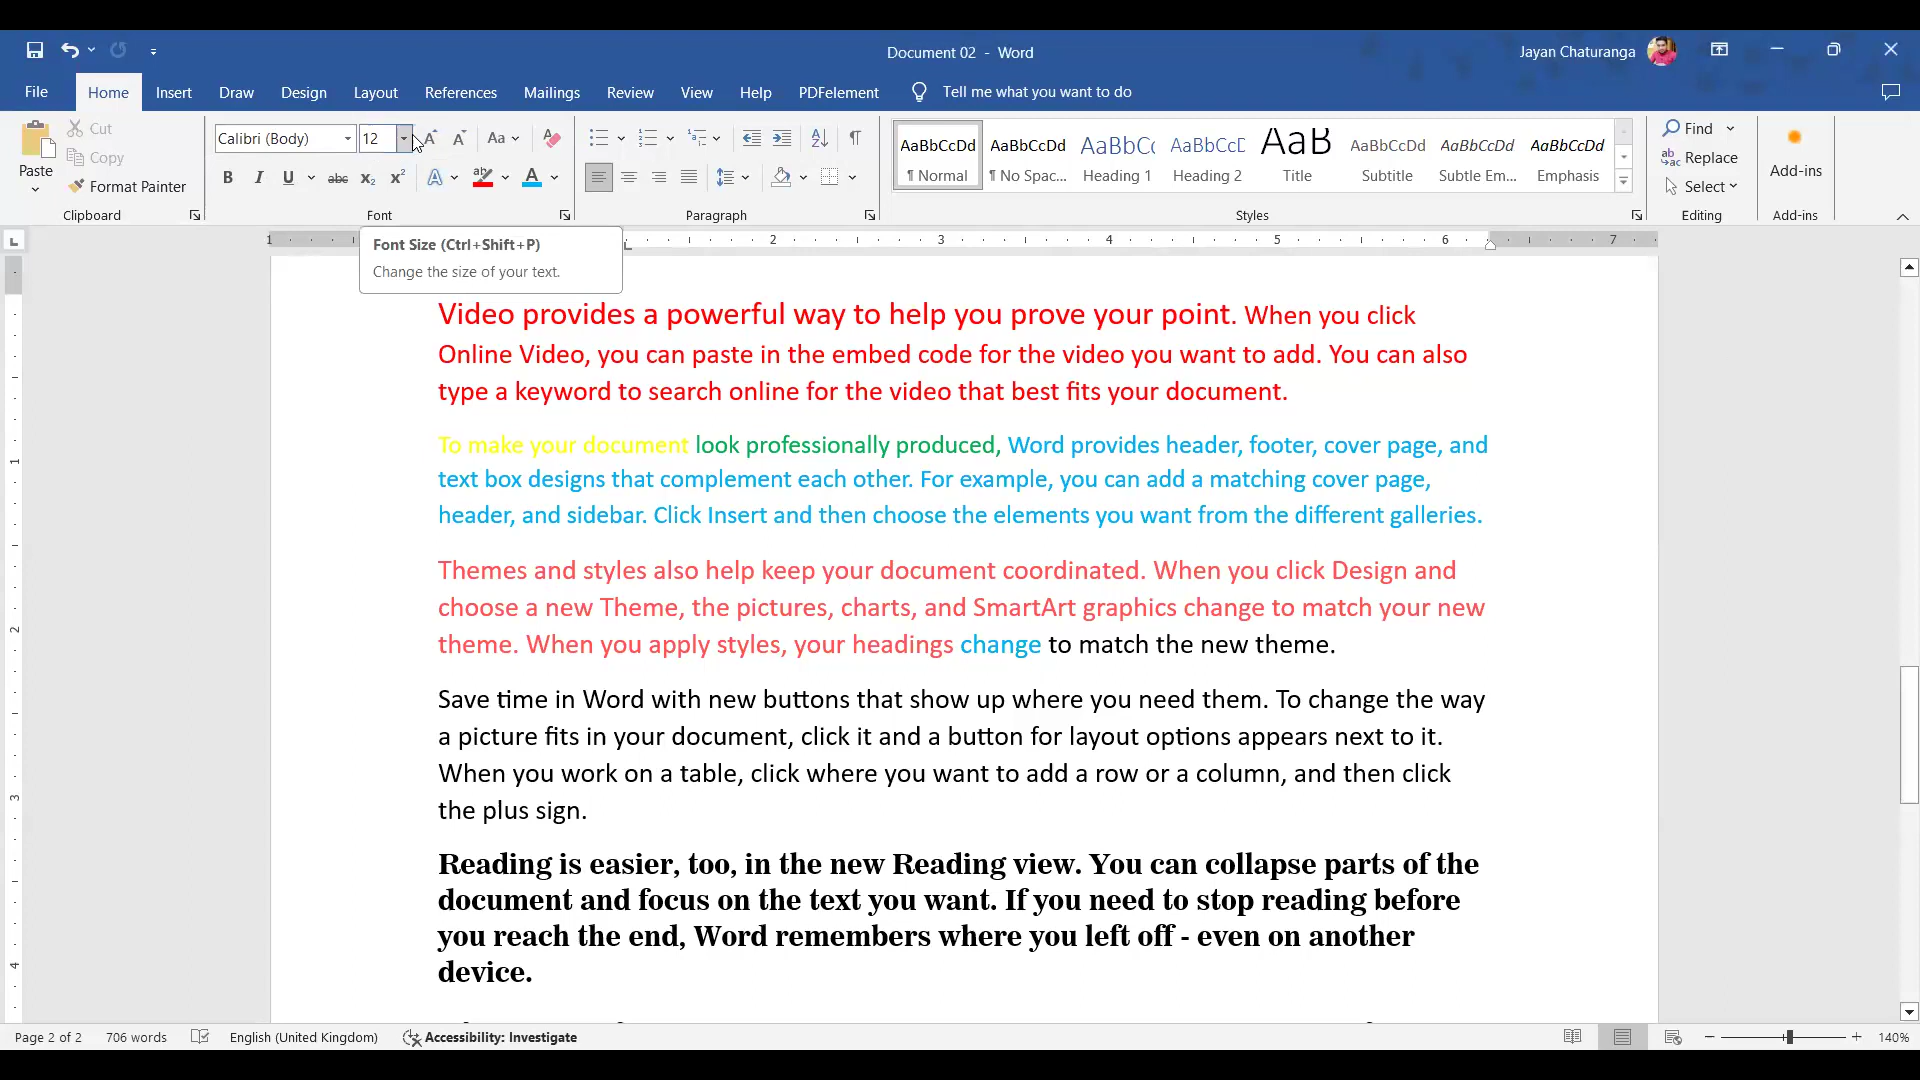 Document 02 - Word
Jayan Chaturanga
File Home Insert Draw Design Layout References Mailings Review View Help PDFelement Tell me what you want to do
Paste
Cut
Copy
Format Painter
Clipboard
Calibri (Body) 12
Font
Paragraph
AaBbCcDd AaBbCcDd AaBbCc AaBbCcD AaB AaBbCcDd AaBbCcDd AaBbCcDd
¶ Normal ¶ No Spac... Heading 1 Heading 2 Title Subtitle Subtle Em... Emphasis
Styles
Find
Replace
Select
Editing
Add-ins
Add-ins
1 2 3 4 5 6 7
Font Size (Ctrl+Shift+P)
Change the size of your text.
Video provides a powerful way to help you prove your point. When you click
Online Video, you can paste in the embed code for the video you want to add. You can also
type a keyword to search online for the video that best fits your document.
To make your document look professionally produced, Word provides header, footer, cover page, and
text box designs that complement each other. For example, you can add a matching cover page,
header, and sidebar. Click Insert and then choose the elements you want from the different galleries.
Themes and styles also help keep your document coordinated. When you click Design and
choose a new Theme, the pictures, charts, and SmartArt graphics change to match your new
theme. When you apply styles, your headings change to match the new theme.
Save time in Word with new buttons that show up where you need them. To change the way
a picture fits in your document, click it and a button for layout options appears next to it.
When you work on a table, click where you want to add a row or a column, and then click
the plus sign.
Reading is easier, too, in the new Reading view. You can collapse parts of the
document and focus on the text you want. If you need to stop reading before
you reach the end, Word remembers where you left off - even on another
device.
1
2
3
4
Page 2 of 2 706 words English (United Kingdom) Accessibility: Investigate 140%